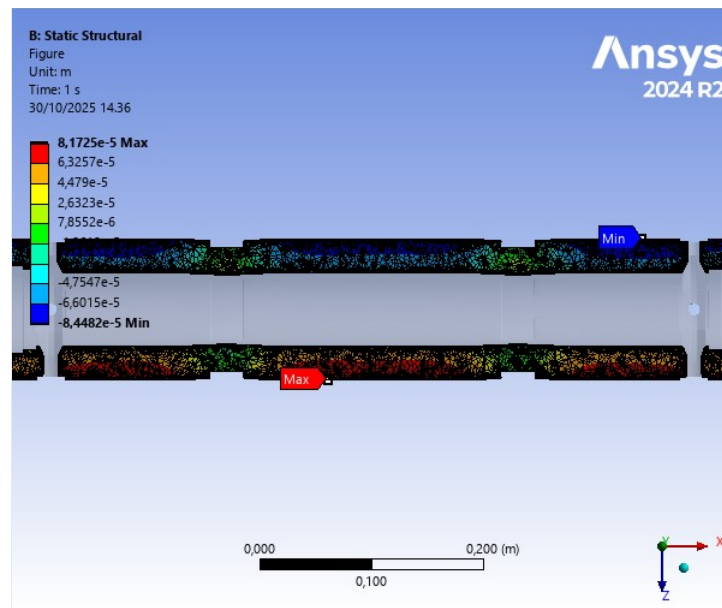 B: Static Structural
Figure
Unit: m
Time: 1 s
30/10/2025 14.36
Ansys
2024 R2
8,1725e-5 Max
6,3257e-5
4,479e-5
2,6323e-5
7,8552e-6
-4,7547e-5
-6,6015e-5
-8,4482e-5 Min
Min
Max
0,000
0,200 (m)
0,100
Y
X
Z